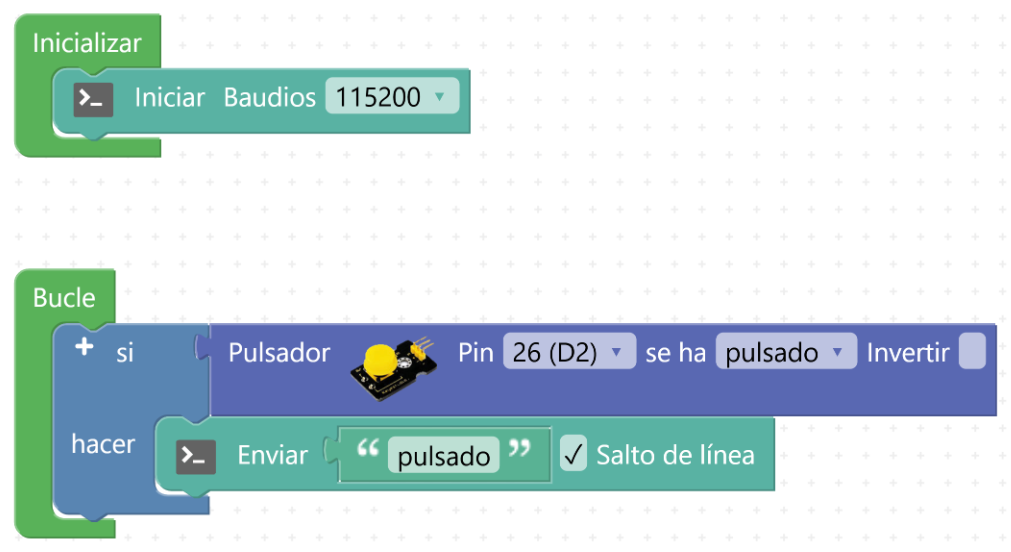 Inicializar
>_ Iniciar Baudios 115200
Bucle
+ si Pulsador Pin 26 (D2) se ha pulsado Invertir
hacer >_ Enviar “ pulsado ” ✓ Salto de línea